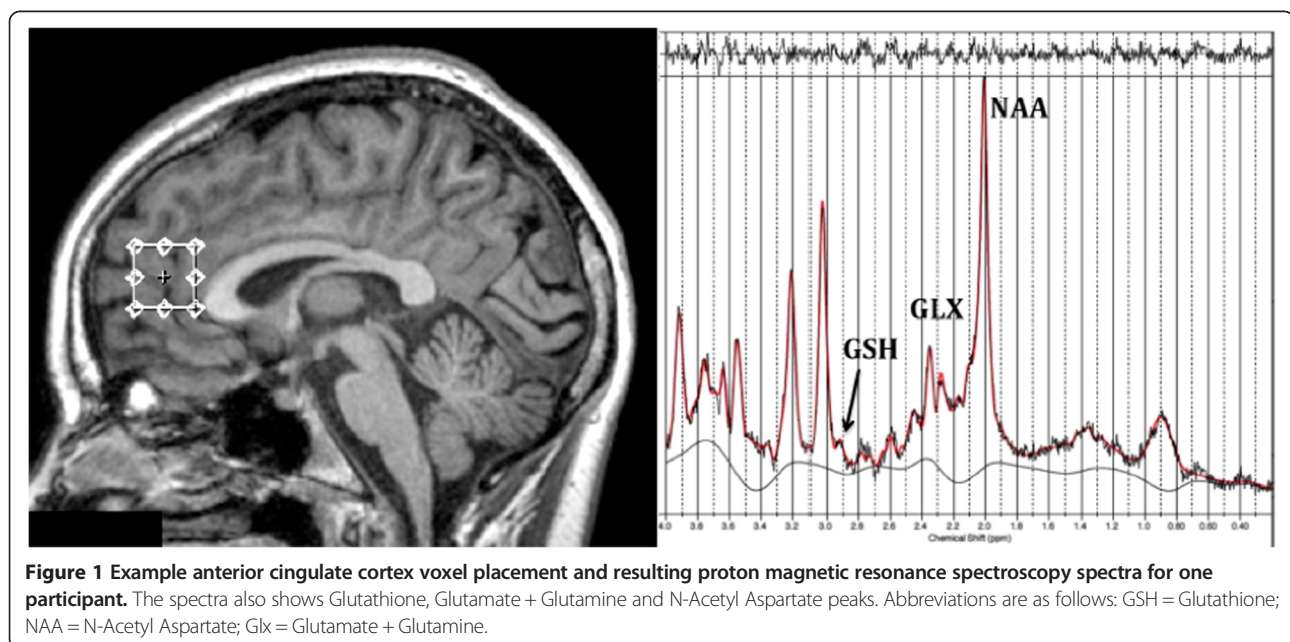 NAA
GLX
GSH
4.0 3.8 3.6 3.4 3.2 3.0 2.8 2.6 2.4 2.2 2.0 1.8 1.6 1.4 1.2 1.0 0.80 0.60 0.40
Chemical Shift (ppm)
Figure 1 Example anterior cingulate cortex voxel placement and resulting proton magnetic resonance spectroscopy spectra for one
participant. The spectra also shows Glutathione, Glutamate + Glutamine and N-Acetyl Aspartate peaks. Abbreviations are as follows: GSH = Glutathione;
NAA = N-Acetyl Aspartate; Glx = Glutamate + Glutamine.